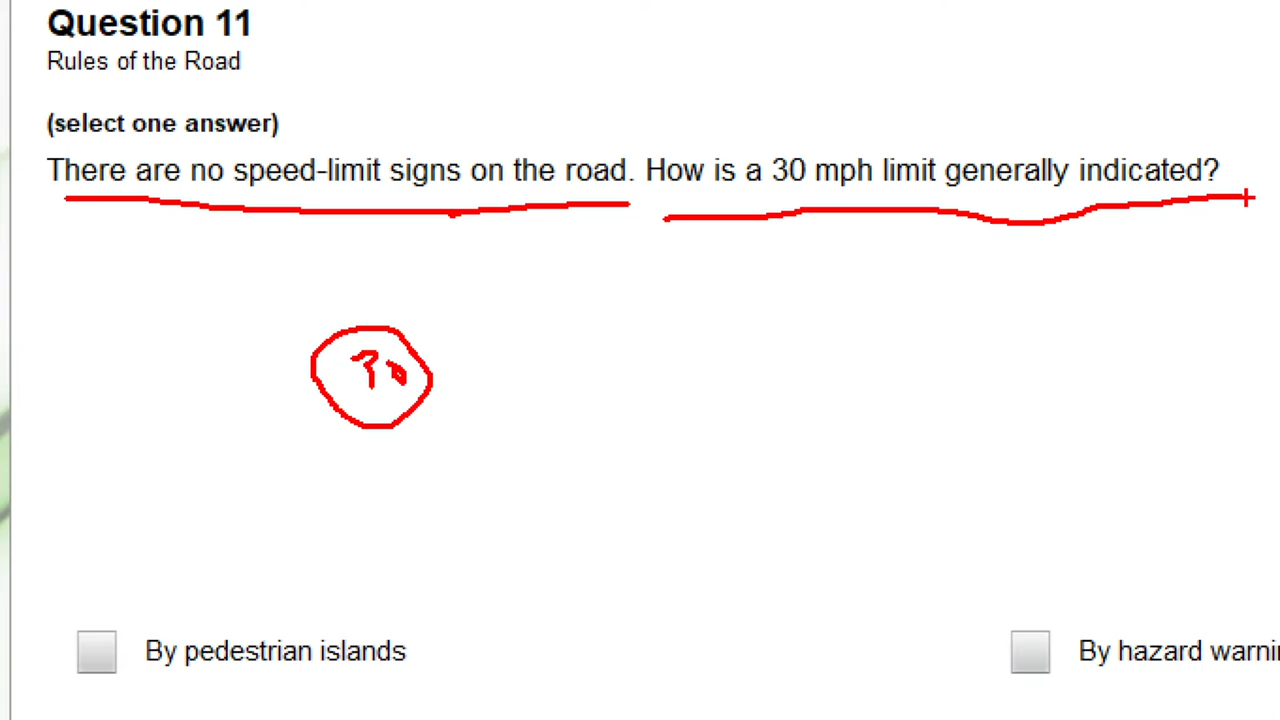 Question 11
Rules of the Road
(select one answer)
There are no speed-limit signs on the road. How is a 30 mph limit generally indicated?
30
By pedestrian islands
By hazard warnin